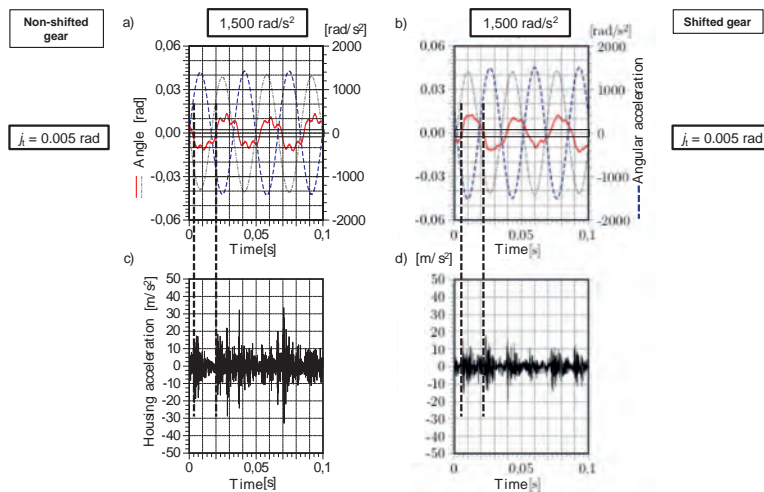 Non-shifted
gear
a)
1,500 rad/s²
[rad/s²]
b)
1,500 rad/s²
[rad/s²]
Shifted gear
0,06
0,03
0,00
-0,03
-0,06
2000
1000
0
-1000
-2000
0,06
0,03
0,00
-0,03
-0,06
2000
1000
0
-1000
-2000
jt = 0.005 rad
Angle [rad]
Angular acceleration
jt = 0.005 rad
0
0,05
0,1
Time[s]
0
0,05
0,1
Time[s]
c)
d)
[m/s²]
Housing acceleration [m/s²]
50
40
30
20
10
0
-10
-20
-30
-40
-50
50
40
30
20
10
0
-10
-20
-30
-40
-50
0
0,05
0,1
Time[s]
0
0,05
0,1
Time[s]